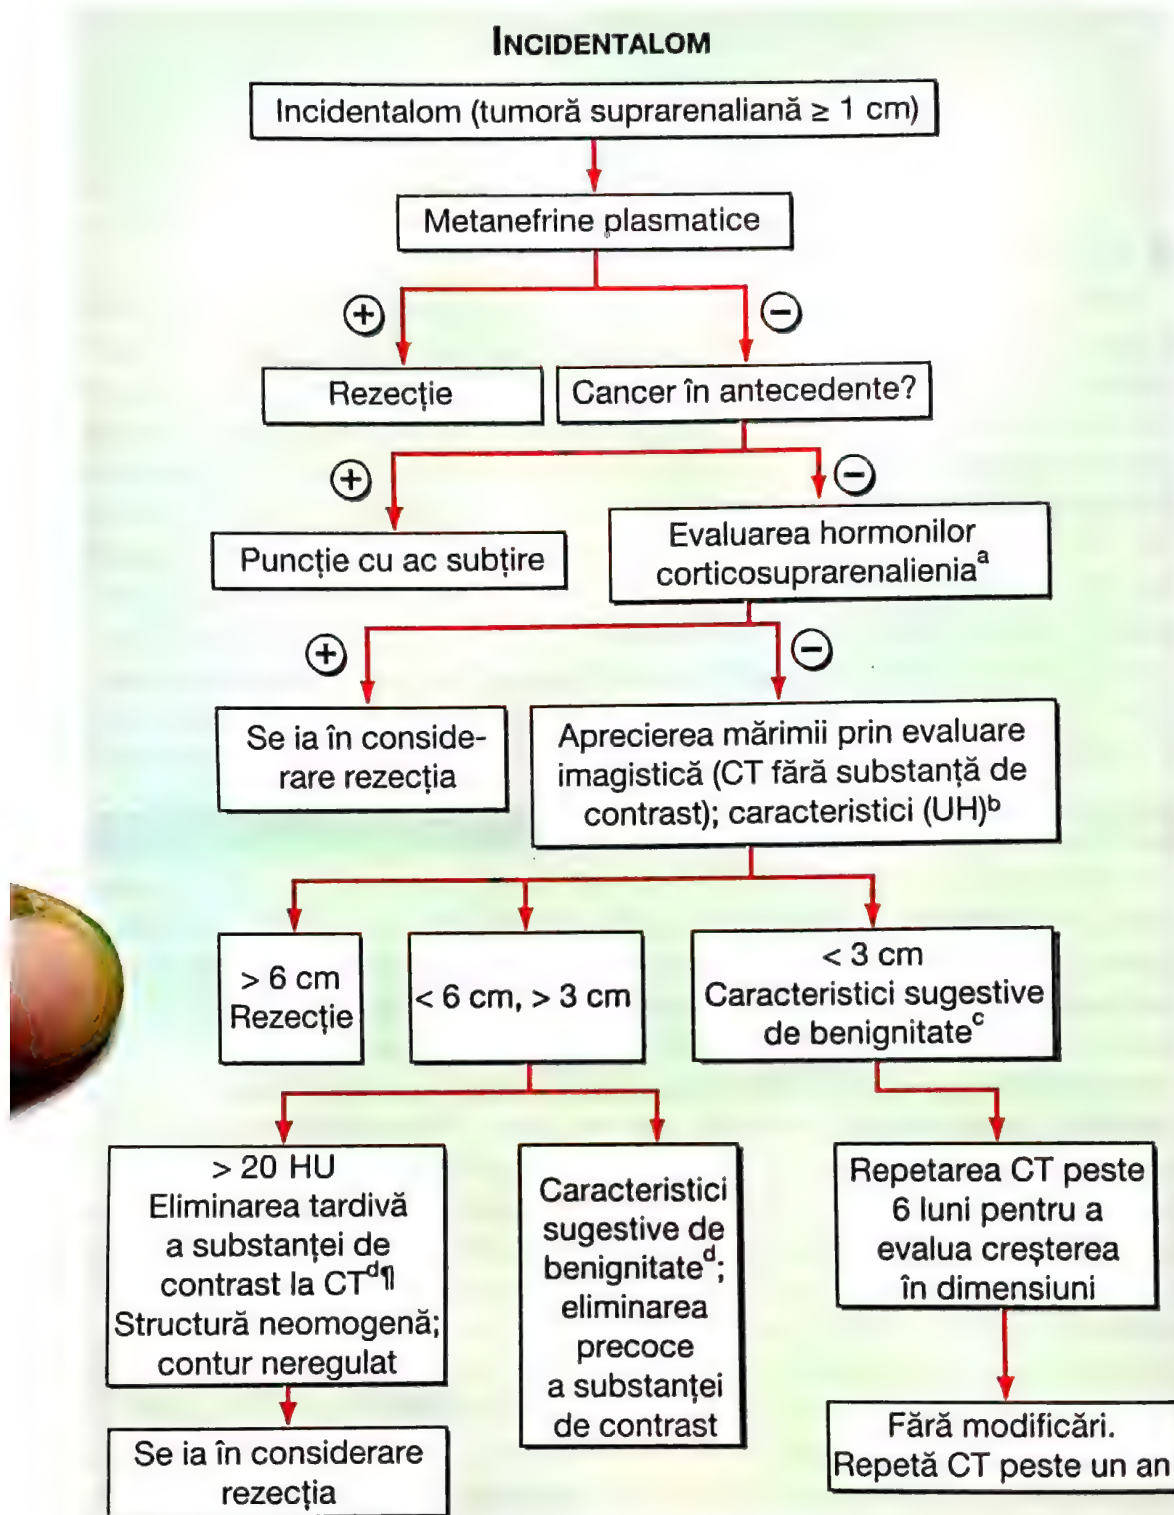 INCIDENTALOM
Incidentalom (tumoră suprarenaliană ≥ 1 cm)
Metanefrine plasmatice
+
−
Rezecție
Cancer în antecedente?
+
−
Puncție cu ac subțire
Evaluarea hormonilor
corticosuprarenalieniaᵃ
+
−
Se ia în conside-
rare rezecția
Aprecierea mărimii prin evaluare
imagistică (CT fără substanță de
contrast); caracteristici (UH)ᵇ
> 6 cm
Rezecție
< 6 cm, > 3 cm
< 3 cm
Caracteristici sugestive
de benignitateᶜ
> 20 HU
Eliminarea tardivă
a substanței de
contrast la CTᵈ¶
Structură neomogenă;
contur neregulat
Caracteristici
sugestive de
benignitateᵈ;
eliminarea
precoce
a substanței
de contrast
Repetarea CT peste
6 luni pentru a
evalua creșterea
în dimensiuni
Se ia în considerare
rezecția
Fără modificări.
Repetă CT peste un an